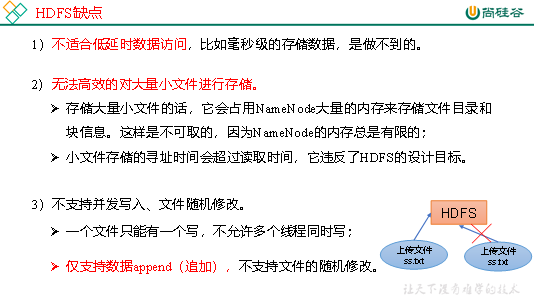 HDFS缺点
尚硅谷
1）不适合低延时数据访问，比如毫秒级的存储数据，是做不到的。
2）无法高效的对大量小文件进行存储。
➢ 存储大量小文件的话，它会占用NameNode大量的内存来存储文件目录和
块信息。这样是不可取的，因为NameNode的内存总是有限的；
➢ 小文件存储的寻址时间会超过读取时间，它违反了HDFS的设计目标。
3）不支持并发写入、文件随机修改。
➢ 一个文件只能有一个写，不允许多个线程同时写；
➢ 仅支持数据append（追加），不支持文件的随机修改。
HDFS
上传文件
ss.txt
上传文件
ss.txt
让天下没有难学的技术